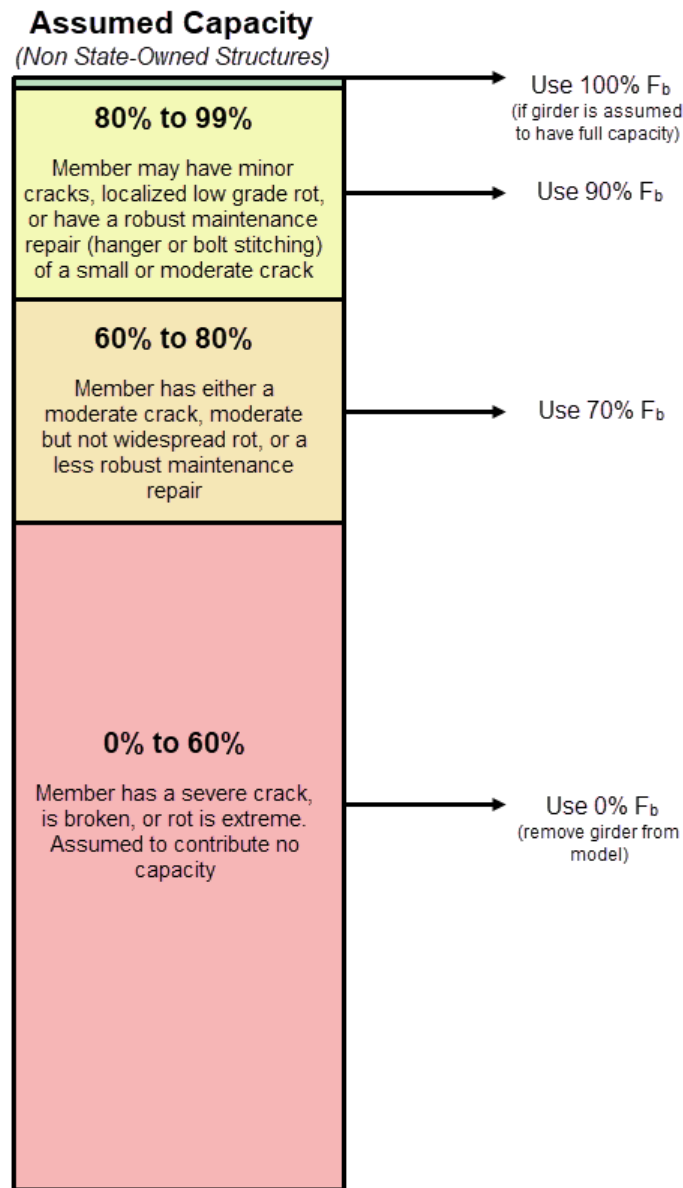 Assumed Capacity
(Non State-Owned Structures)
Use 100% Fb
(if girder is assumed
to have full capacity)
80% to 99%
Member may have minor
cracks, localized low grade rot,
or have a robust maintenance
repair (hanger or bolt stitching)
of a small or moderate crack
Use 90% Fb
60% to 80%
Member has either a
moderate crack, moderate
but not widespread rot, or a
less robust maintenance
repair
Use 70% Fb
0% to 60%
Member has a severe crack,
is broken, or rot is extreme.
Assumed to contribute no
capacity
Use 0% Fb
(remove girder from
model)